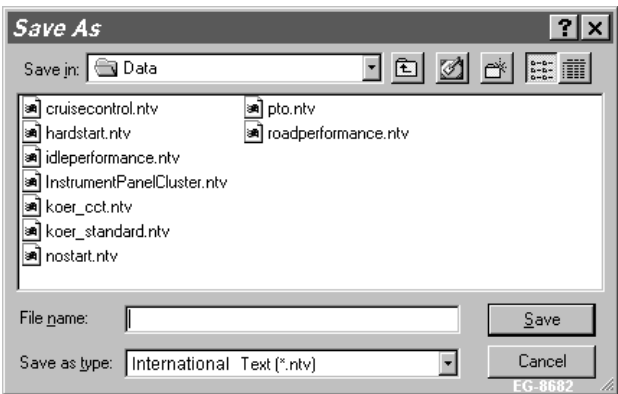 Save As
Save in: Data
cruisecontrol.ntv
hardstart.ntv
idleperformance.ntv
InstrumentPanelCluster.ntv
koer_cct.ntv
koer_standard.ntv
nostart.ntv
pto.ntv
roadperformance.ntv
File name:
Save
Save as type: International Text (*.ntv)
Cancel
EG-8682